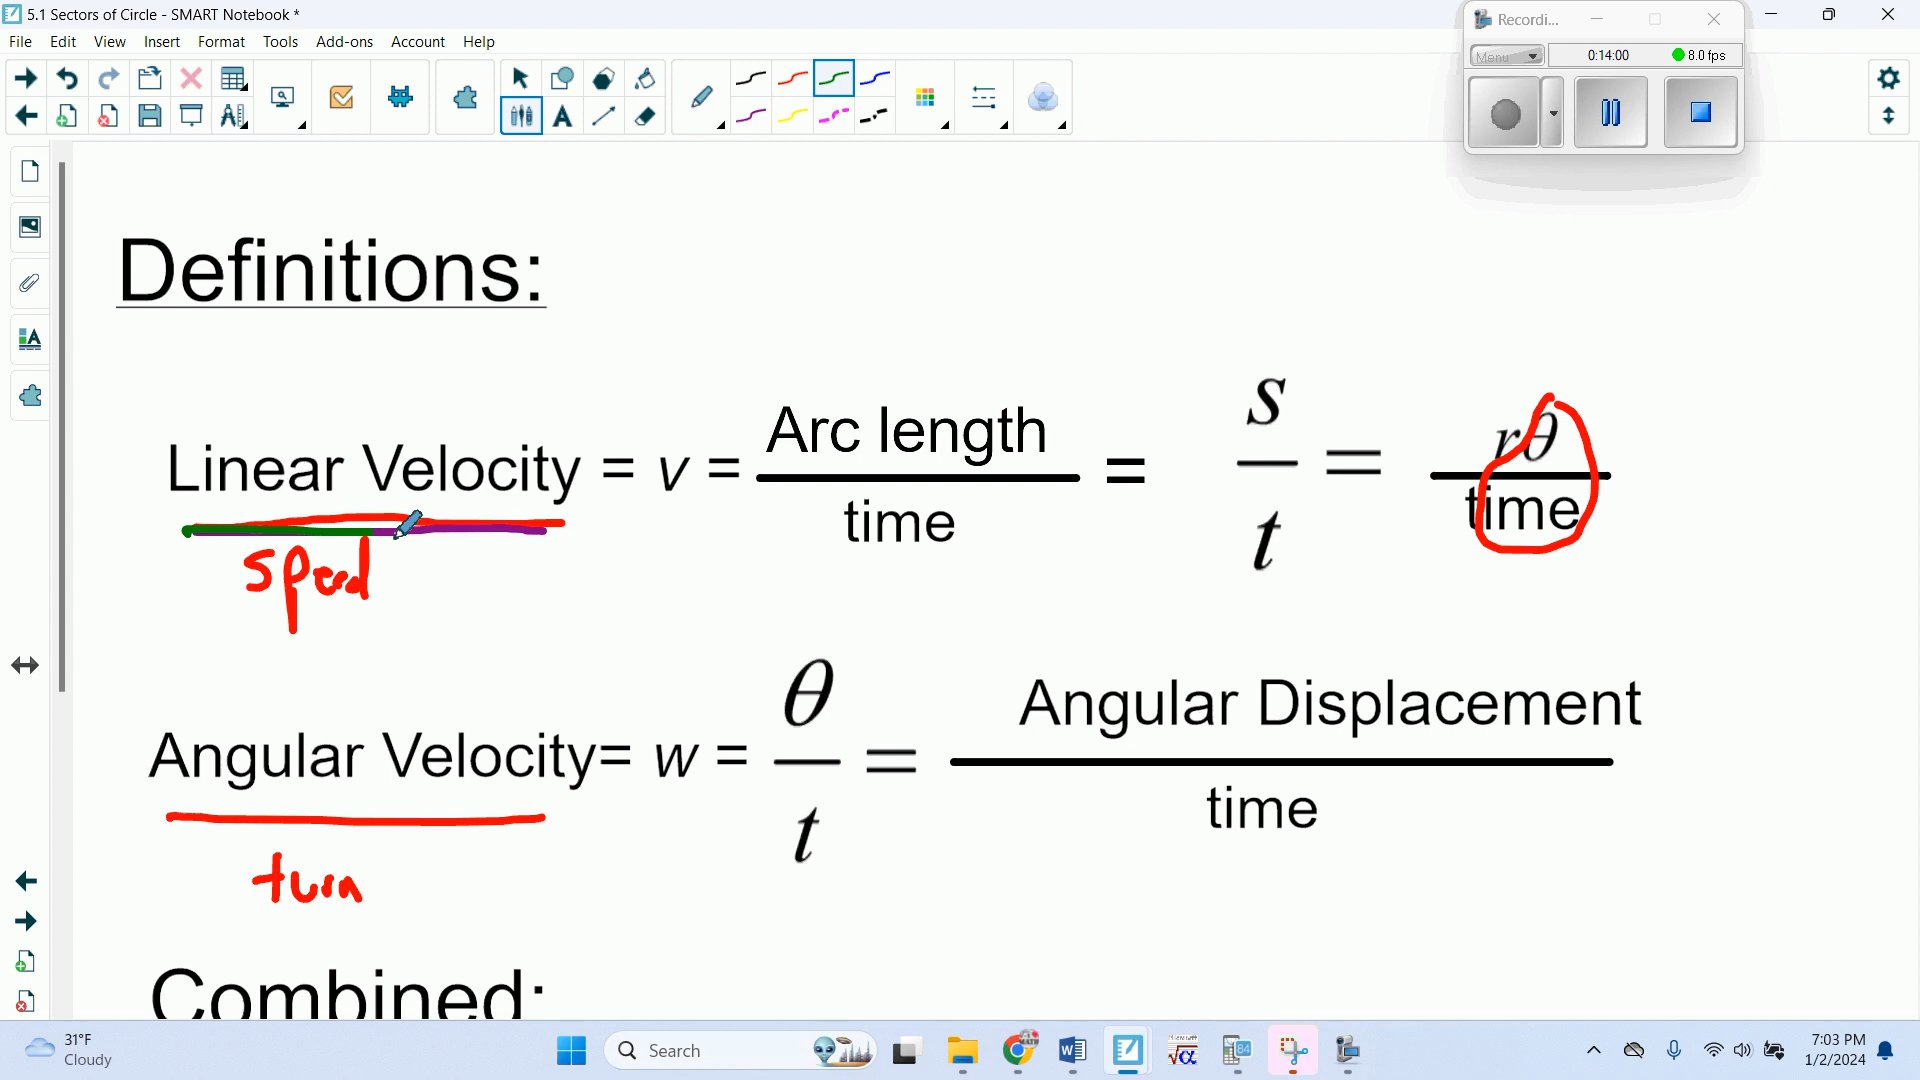 5.1 Sectors of Circle - SMART Notebook *
Recordi...
File Edit View Insert Format Tools Add-ons Account Help
Menu 0:14:00 8.0 fps
Definitions:
Linear Velocity = v = Arc length / time = s / t = rθ / time
speed
Angular Velocity= w = θ / t = Angular Displacement / time
turn
Combined:
31°F
Cloudy
Search
7:03 PM
1/2/2024